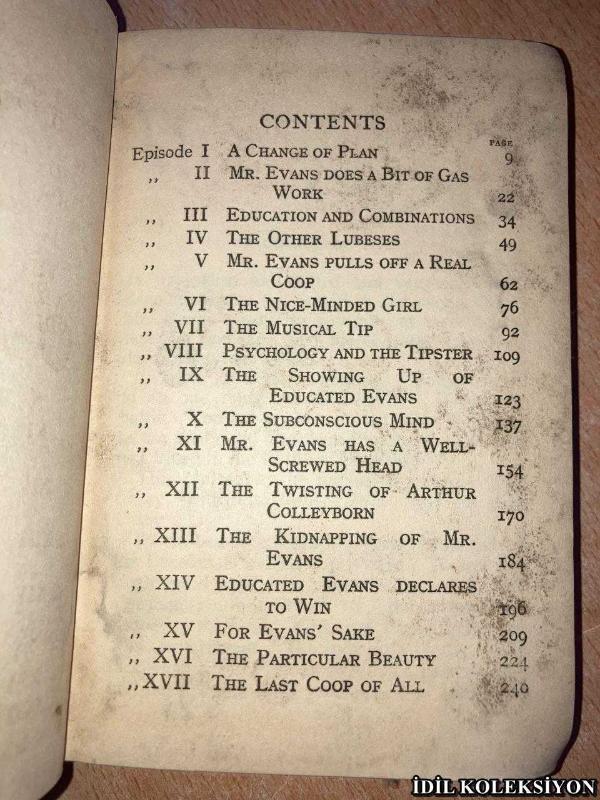 CONTENTS
PAGE
Episode I A CHANGE OF PLAN 9
,, II MR. EVANS DOES A BIT OF GAS
WORK 22
,, III EDUCATION AND COMBINATIONS 34
,, IV THE OTHER LUBESES 49
,, V MR. EVANS PULLS OFF A REAL
COOP 62
,, VI THE NICE-MINDED GIRL 76
,, VII THE MUSICAL TIP 92
,, VIII PSYCHOLOGY AND THE TIPSTER 109
,, IX THE SHOWING UP OF
EDUCATED EVANS 123
,, X THE SUBCONSCIOUS MIND 137
,, XI MR. EVANS HAS A WELL-
SCREWED HEAD 154
,, XII THE TWISTING OF ARTHUR
COLLEYBORN 170
,, XIII THE KIDNAPPING OF MR.
EVANS 184
,, XIV EDUCATED EVANS DECLARES
TO WIN 196
,, XV FOR EVANS' SAKE 209
,, XVI THE PARTICULAR BEAUTY 224
,, XVII THE LAST COOP OF ALL 240
İDİL KOLEKSİYON